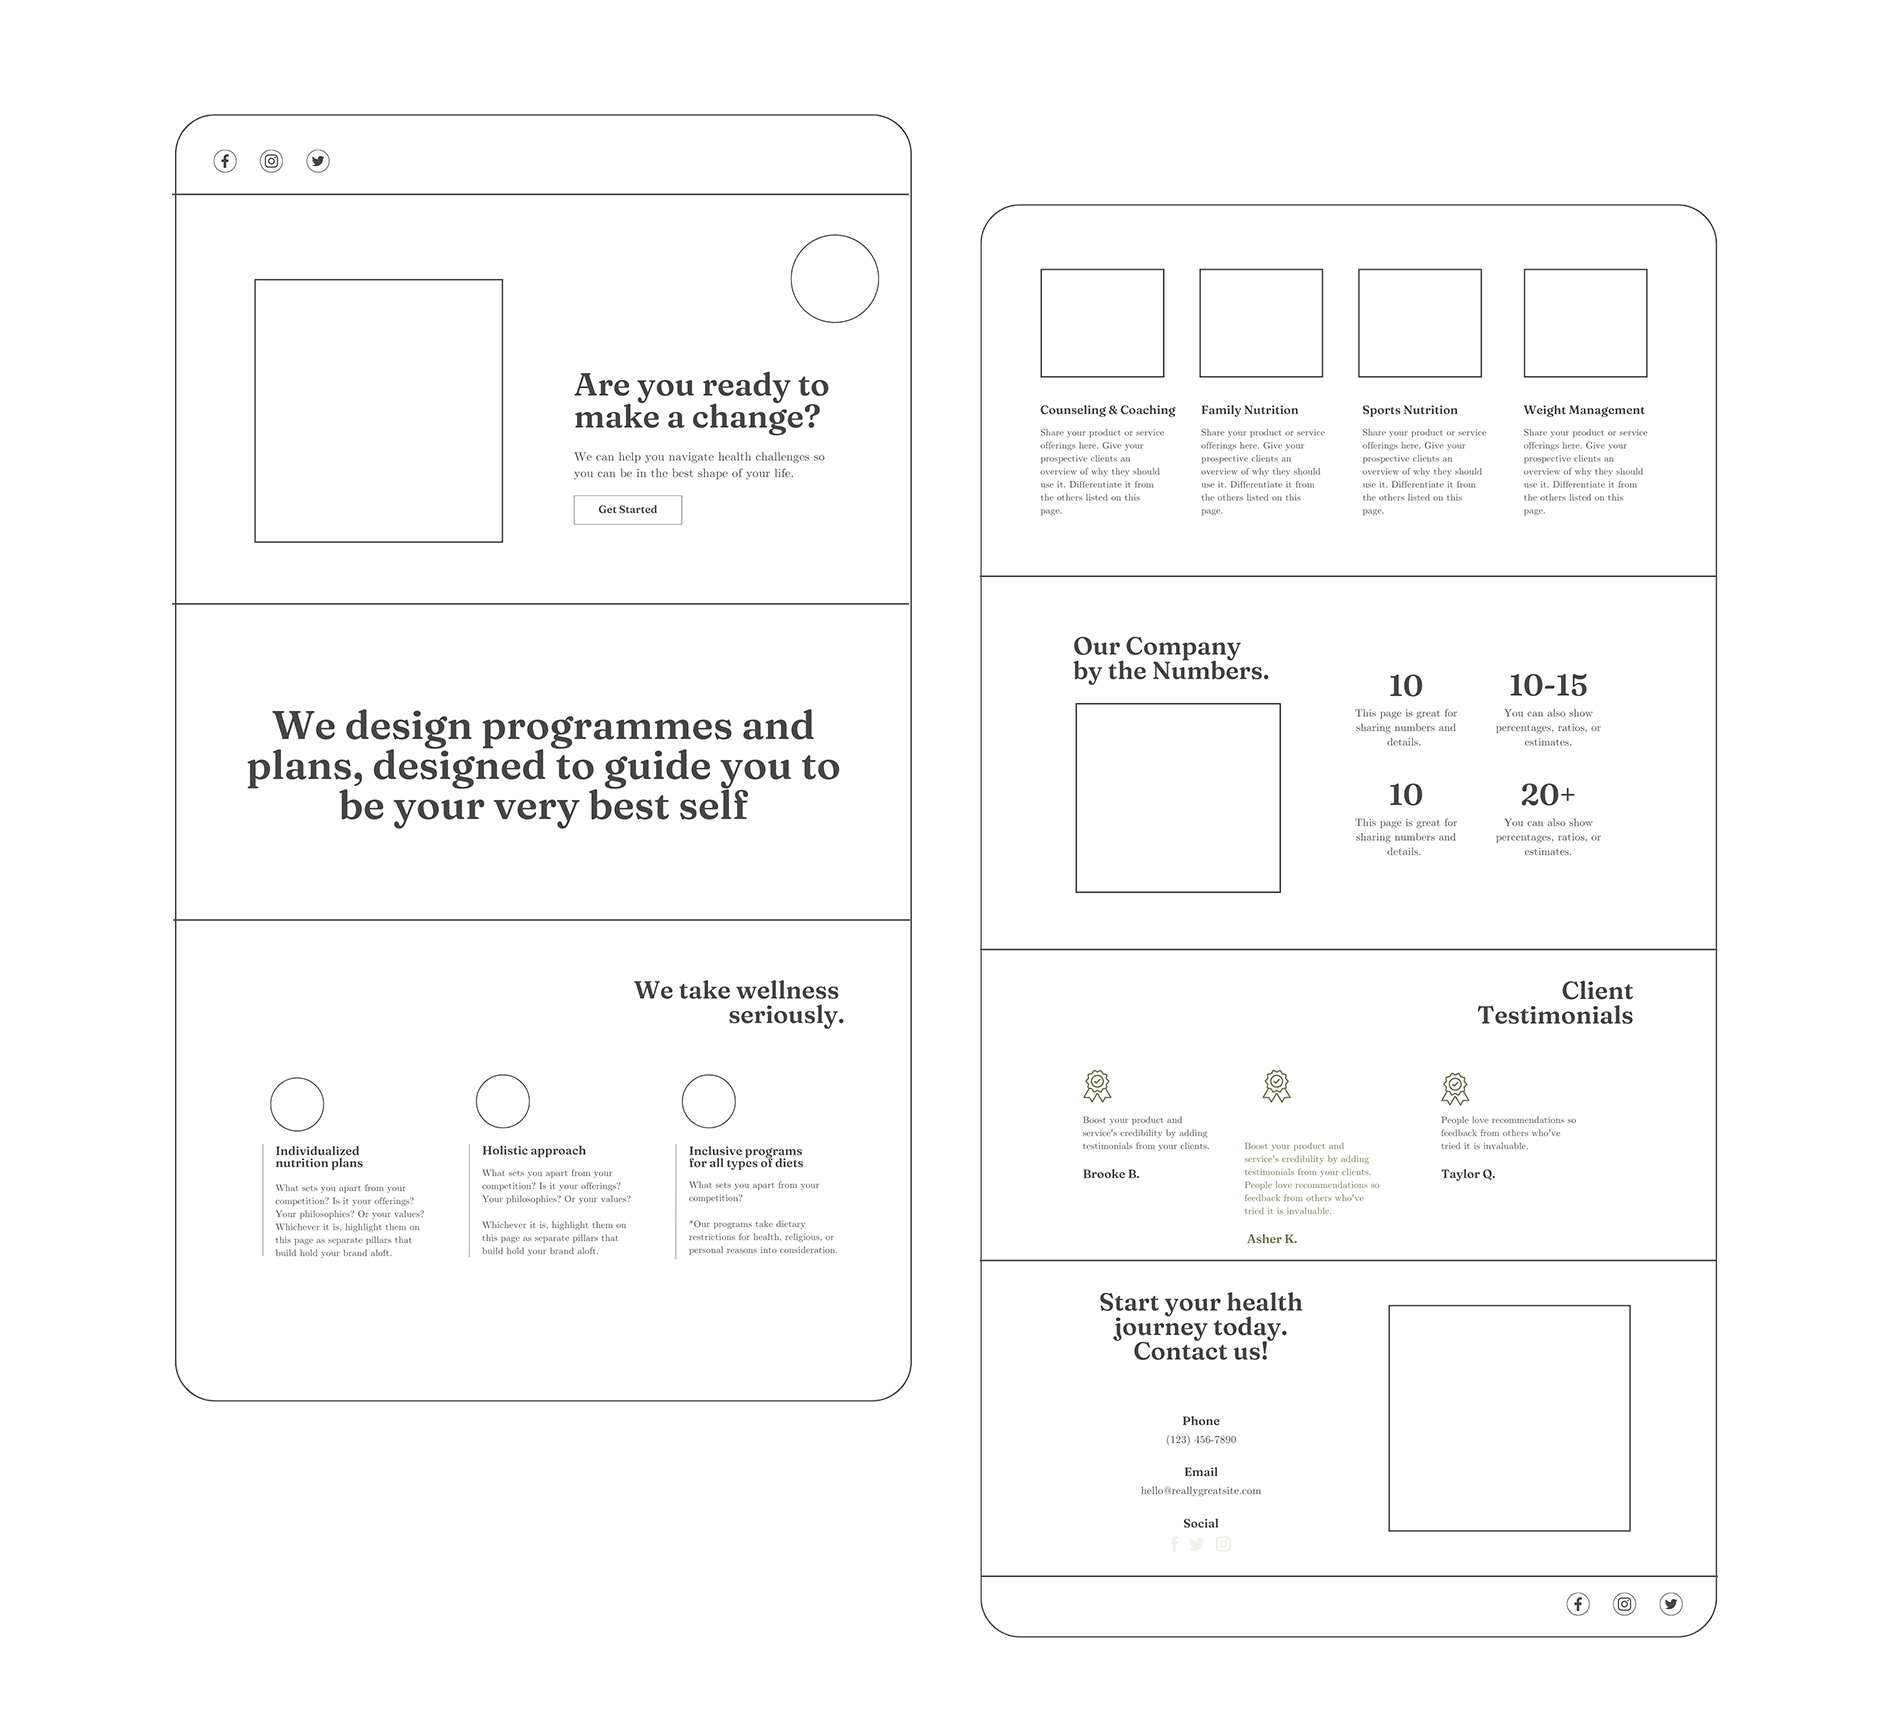 Are you ready to
make a change?
We can help you navigate health challenges so
you can be in the best shape of your life.
Get Started
We design programmes and
plans, designed to guide you to
be your very best self
We take wellness
seriously.
Individualized
nutrition plans
What sets you apart from your
competition? Is it your offerings?
Your philosophies? Or your values?
Whichever it is, highlight them on
this page as separate pillars that
build hold your brand aloft.
Holistic approach
What sets you apart from your
competition? Is it your offerings?
Your philosophies? Or your values?
Whichever it is, highlight them on
this page as separate pillars that
build hold your brand aloft.
Inclusive programs
for all types of diets
What sets you apart from your
competition?
*Our programs take dietary
restrictions for health, religious, or
personal reasons into consideration.
Counseling & Coaching
Share your product or service
offerings here. Give your
prospective clients an
overview of why they should
use it. Differentiate it from
the others listed on this
page.
Family Nutrition
Share your product or service
offerings here. Give your
prospective clients an
overview of why they should
use it. Differentiate it from
the others listed on this
page.
Sports Nutrition
Share your product or service
offerings here. Give your
prospective clients an
overview of why they should
use it. Differentiate it from
the others listed on this
page.
Weight Management
Share your product or service
offerings here. Give your
prospective clients an
overview of why they should
use it. Differentiate it from
the others listed on this
page.
Our Company
by the Numbers.
10
This page is great for
sharing numbers and
details.
10-15
You can also show
percentages, ratios, or
estimates.
10
This page is great for
sharing numbers and
details.
20+
You can also show
percentages, ratios, or
estimates.
Client
Testimonials
Boost your product and
service's credibility by adding
testimonials from your clients.
Brooke B.
Boost your product and
service's credibility by adding
testimonials from your clients.
People love recommendations so
feedback from others who've
tried it is invaluable.
Asher K.
People love recommendations so
feedback from others who've
tried it is invaluable.
Taylor Q.
Start your health
journey today.
Contact us!
Phone
(123) 456-7890
Email
hello@reallygreatsite.com
Social